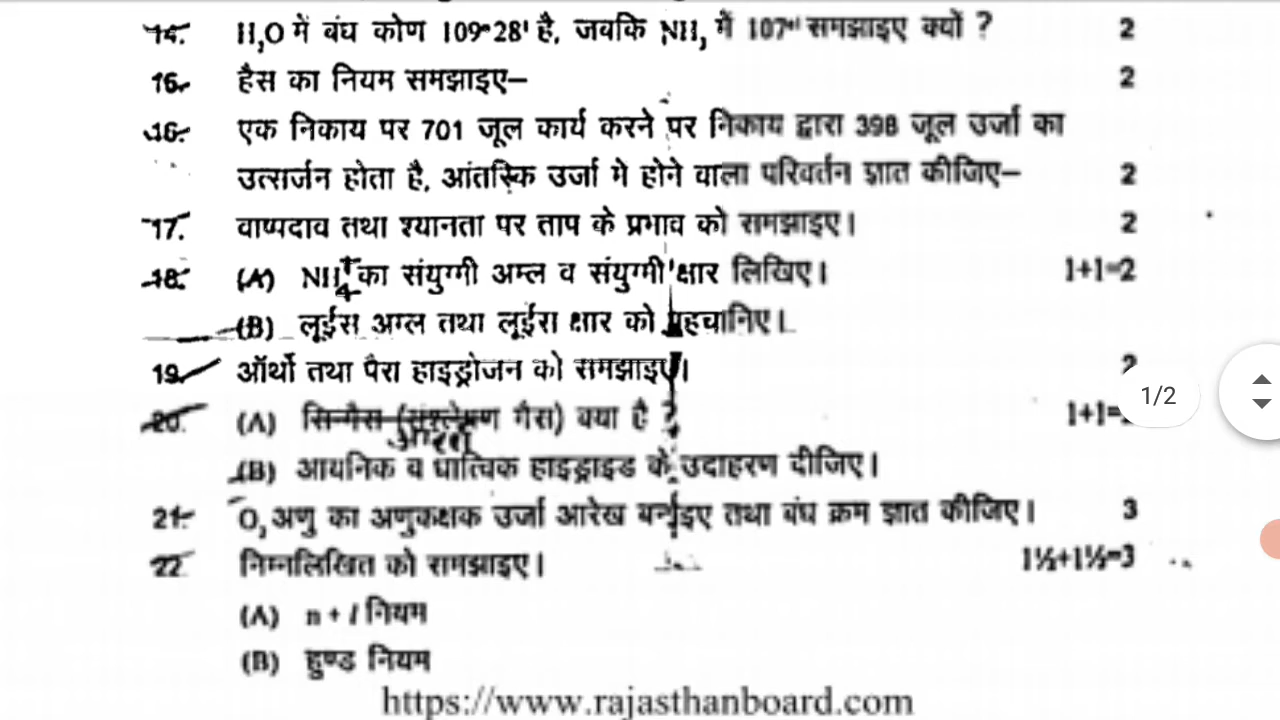 14. H₂O में बंध कोण 109°28' है, जबकि NH₃ में 107° समझाइए क्यों ? 2
15. हैस का नियम समझाइए– 2
16. एक निकाय पर 701 जूल कार्य करने पर निकाय द्वारा 398 जूल उर्जा का
उत्सर्जन होता है, आंतरिक उर्जा मे होने वाला परिवर्तन ज्ञात कीजिए– 2
17. वाष्पदाव तथा श्यानता पर ताप के प्रभाव को समझाइए। 2
18. (A) NH₄⁺ का संयुग्मी अम्ल व संयुग्मी क्षार लिखिए। 1+1=2
(B) लूईस अम्ल तथा लूईस क्षार को पहचानिए।
19. ऑर्थो तथा पैरा हाइड्रोजन को समझाइए। 2
20. (A) सिन्गैस (संश्लेषण गैस) क्या है ? 1+1=
(B) आयनिक व धात्विक हाइड्राइड के उदाहरण दीजिए।
21. O₂ अणु का अणुकक्षक उर्जा आरेख बनाइए तथा बंध क्रम ज्ञात कीजिए। 3
22 निम्नलिखित को समझाइए। 1½+1½=3
(A) n + l नियम
(B) हुण्ड नियम
https://www.rajasthanboard.com
1/2